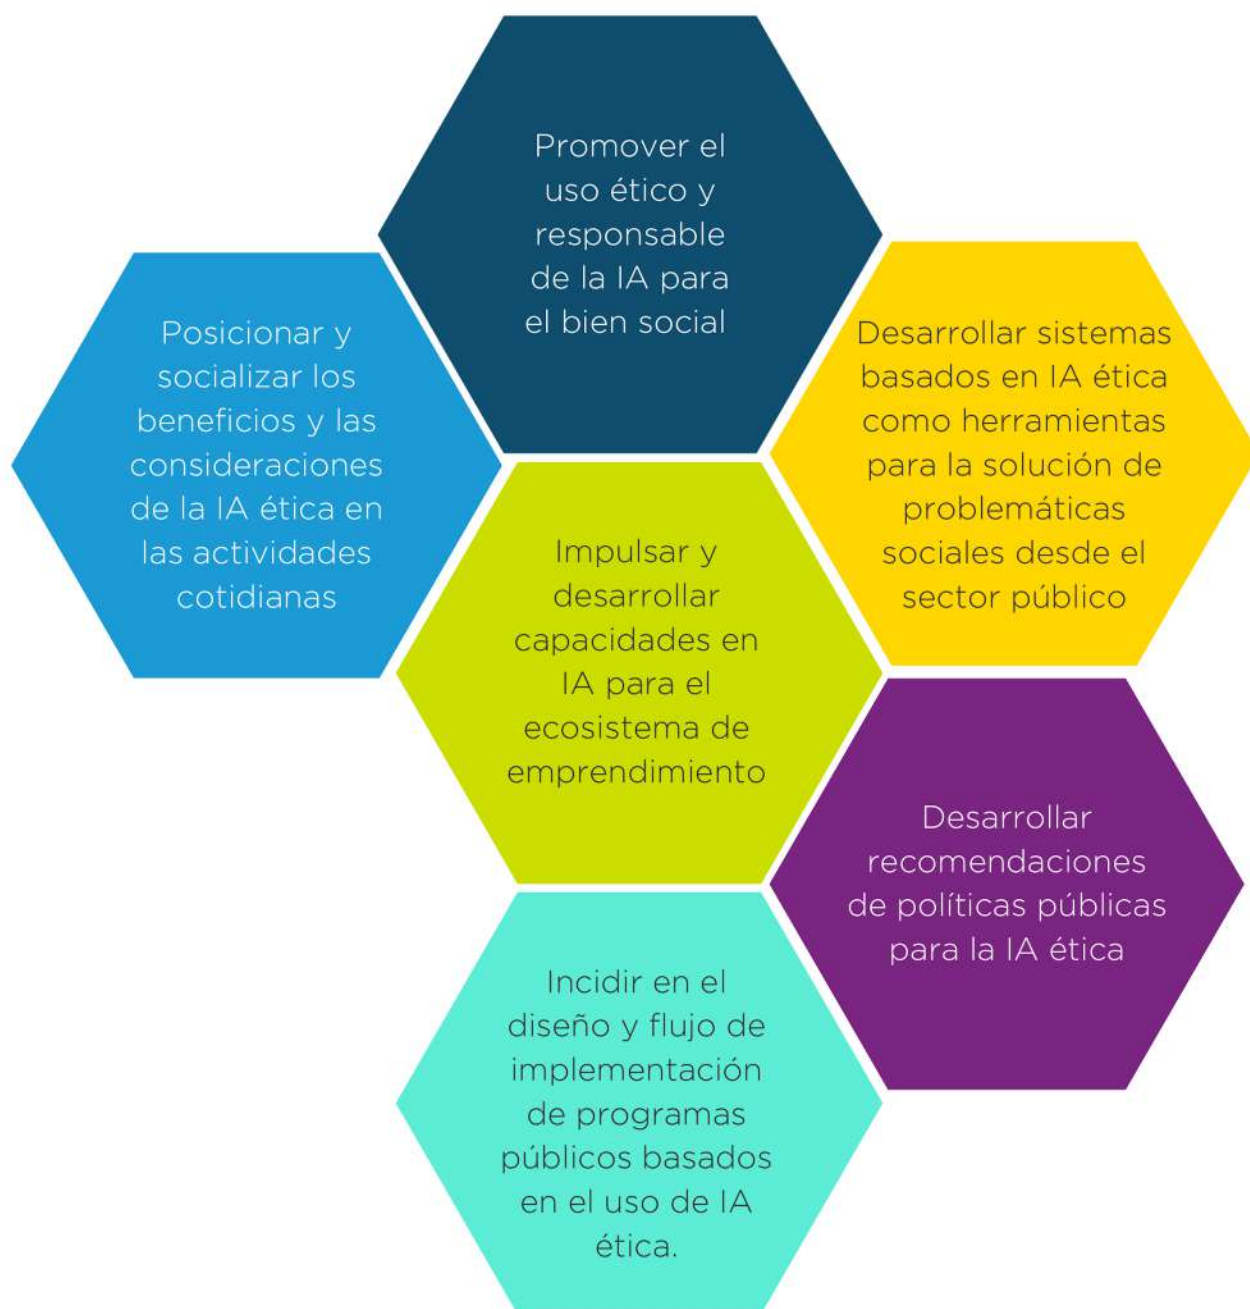 Promover el
uso ético y
responsable
de la IA para
el bien social
Posicionar y
socializar los
beneficios y las
consideraciones
de la IA ética en
las actividades
cotidianas
Desarrollar sistemas
basados en IA ética
como herramientas
para la solución de
problemáticas
sociales desde el
sector público
Impulsar y
desarrollar
capacidades en
IA para el
ecosistema de
emprendimiento
Desarrollar
recomendaciones
de políticas públicas
para la IA ética
Incidir en el
diseño y flujo de
implementación
de programas
públicos basados
en el uso de IA
ética.